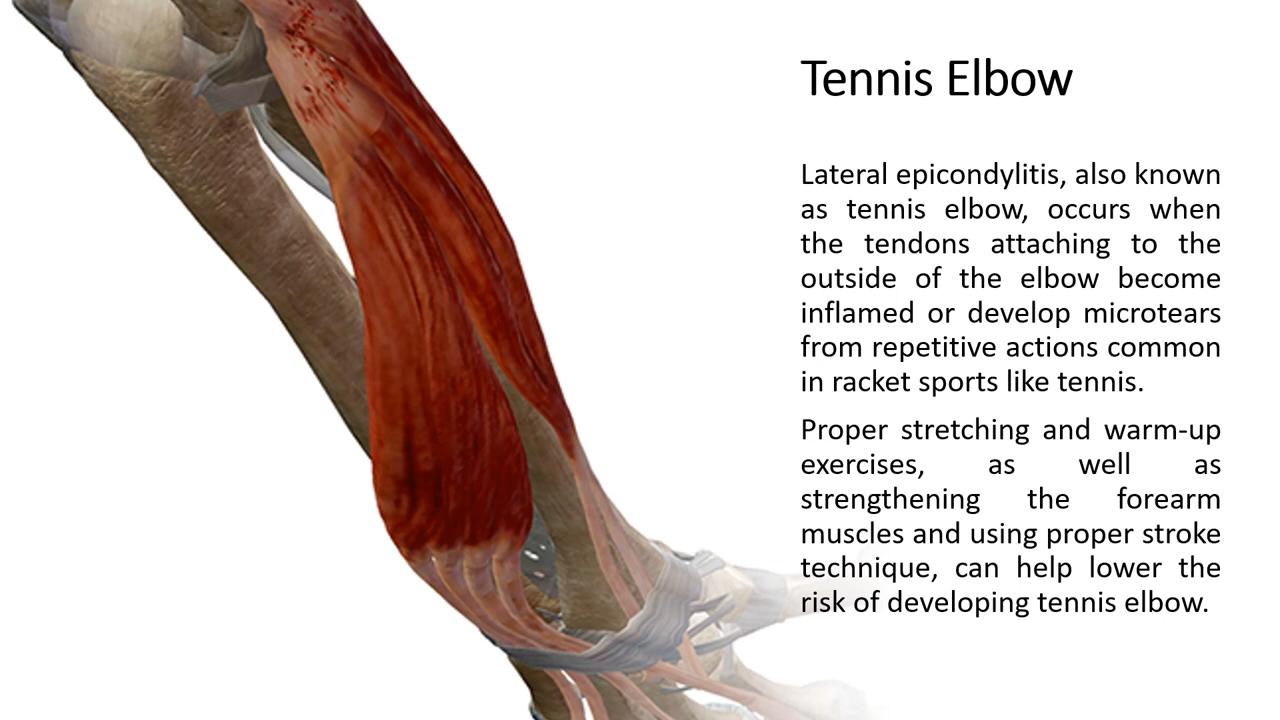 Tennis Elbow
Lateral epicondylitis, also known
as tennis elbow, occurs when
the tendons attaching to the
outside of the elbow become
inflamed or develop microtears
from repetitive actions common
in racket sports like tennis.
Proper stretching and warm-up
exercises, as well as
strengthening the forearm
muscles and using proper stroke
technique, can help lower the
risk of developing tennis elbow.